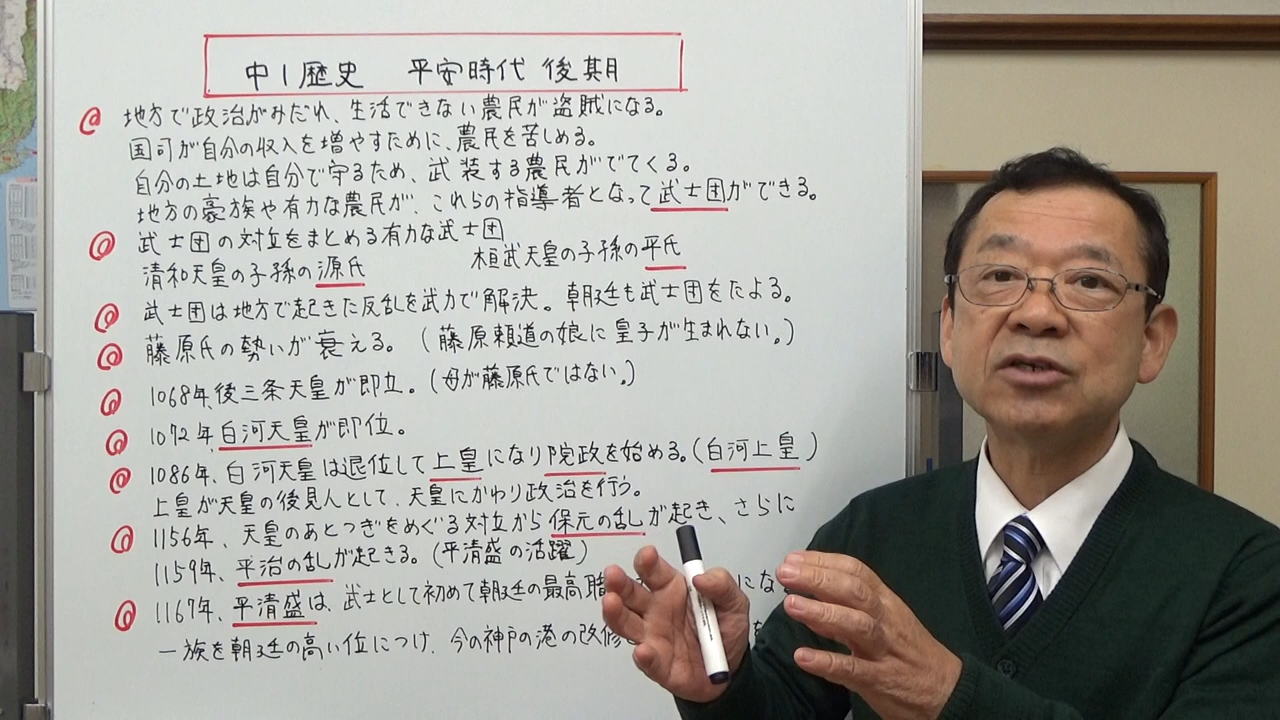 中1歴史 平安時代 後期
@ 地方で政治がみだれ、生活できない農民が盗賊になる。
国司が自分の収入を増やすために、農民を苦しめる。
自分の土地は自分で守るため、武装する農民がでてくる。
地方の豪族や有力な農民が、これらの指導者となって武士団ができる。
@ 武士団の対立をまとめる有力な武士団
清和天皇の子孫の源氏 桓武天皇の子孫の平氏
@ 武士団は地方で起きた反乱を武力で解決。朝廷も武士団をたよる。
@ 藤原氏の勢いが衰える。(藤原頼道の娘に皇子が生まれない。)
@ 1068年、後三条天皇が即立。(母が藤原氏ではない。)
@ 1072年、白河天皇が即位。
@ 1086年、白河天皇は退位して上皇になり院政を始める。(白河上皇)
上皇が天皇の後見人として、天皇にかわり政治を行う。
@ 1156年、天皇のあとつぎをめぐる対立から保元の乱が起き、さらに
1159年、平治の乱が起きる。(平清盛の活躍)
@ 1167年、平清盛は、武士として初めて朝廷の最高職 にな
一族を朝廷の高い位につけ、今の神戸の港の改修